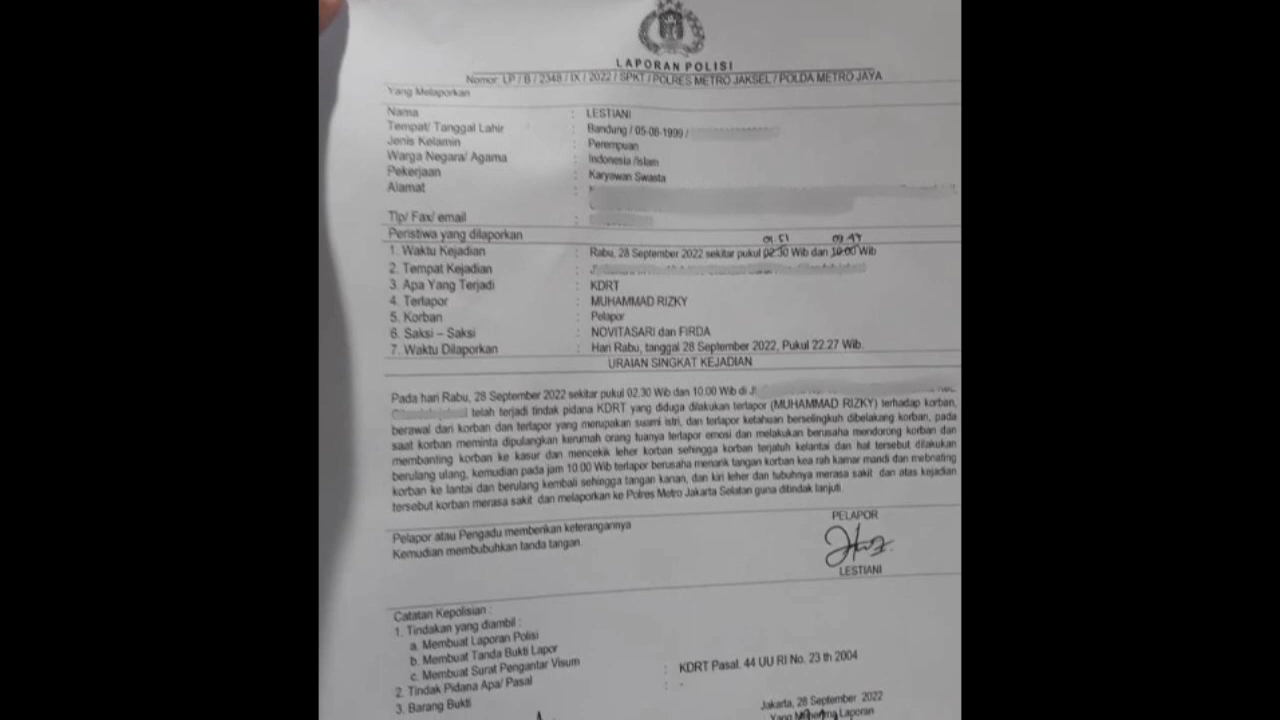 LAPORAN POLISI
Nomor: LP / B / 2348 / IX / 2022 / SPKT / POLRES METRO JAKSEL / POLDA METRO JAYA
Yang Melaporkan
Nama : LESTIANI
Tempat/ Tanggal Lahir : Bandung / 05-08-1999 /
Jenis Kelamin : Perempuan
Warga Negara/ Agama : Indonesia /Islam
Pekerjaan : Karyawan Swasta
Alamat :
Tlp/ Fax/ email :
Peristiwa yang dilaporkan
01.51 09.47
1. Waktu Kejadian : Rabu, 28 September 2022 sekitar pukul 02.30 Wib dan 10.00 Wib
2. Tempat Kejadian :
3. Apa Yang Terjadi : KDRT
4. Terlapor : MUHAMMAD RIZKY
5. Korban : Pelapor
6. Saksi – Saksi : NOVITASARI dan FIRDA
7. Waktu Dilaporkan : Hari Rabu, tanggal 28 September 2022, Pukul 22.27 Wib.
URAIAN SINGKAT KEJADIAN
Pada hari Rabu, 28 September 2022 sekitar pukul 02.30 Wib dan 10.00 Wib di Jl
telah terjadi tindak pidana KDRT yang diduga dilakukan terlapor (MUHAMMAD RIZKY) terhadap korban,
berawal dari korban dan terlapor yang merupakan suami istri, dan terlapor ketahuan berselingkuh dibelakang korban, pada
saat korban meminta dipulangkan kerumah orang tuanya terlapor emosi dan melakukan berusaha mendorong korban dan
membanting korban ke kasur dan mencekik leher korban sehingga korban terjatuh kelantai dan hal tersebut dilakukan
berulang ulang, kemudian pada jam 10.00 Wib terlapor berusaha menarik tangan korban kea rah kamar mandi dan mebnating
korban ke lantai dan berulang kembali sehingga tangan kanan, dan kiri leher dan tubuhnya merasa sakit dan atas kejadian
tersebut korban merasa sakit dan melaporkan ke Polres Metro Jakarta Selatan guna ditindak lanjuti.
Pelapor atau Pengadu memberikan keterangannya
Kemudian membubuhkan tanda tangan.
PELAPOR
LESTIANI
Catatan Kepolisian :
1. Tindakan yang diambil :
a. Membuat Laporan Polisi
b. Membuat Tanda Bukti Lapor
c. Membuat Surat Pengantar Visum
2. Tindak Pidana Apa/ Pasal : KDRT Pasal. 44 UU RI No. 23 th 2004
3. Barang Bukti : -
Jakarta, 28 September 2022
Yang Menerima Laporan